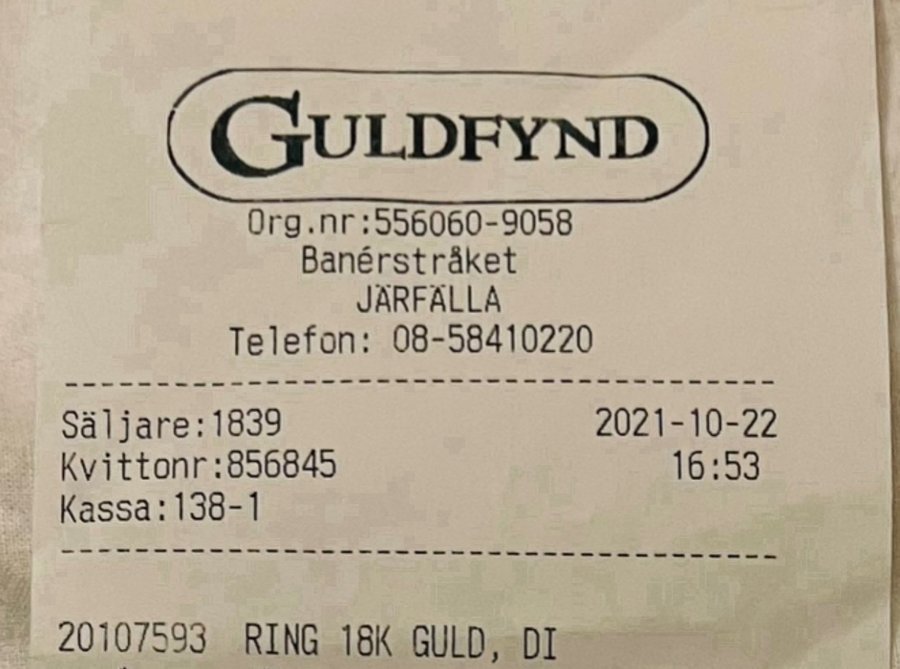 GULDFYND
Org.nr:556060-9058
Banérstråket
JÄRFÄLLA
Telefon: 08-58410220
----------------------------------------
Säljare:1839 2021-10-22
Kvittonr:856845 16:53
Kassa:138-1
----------------------------------------
20107593 RING 18K GULD, DI